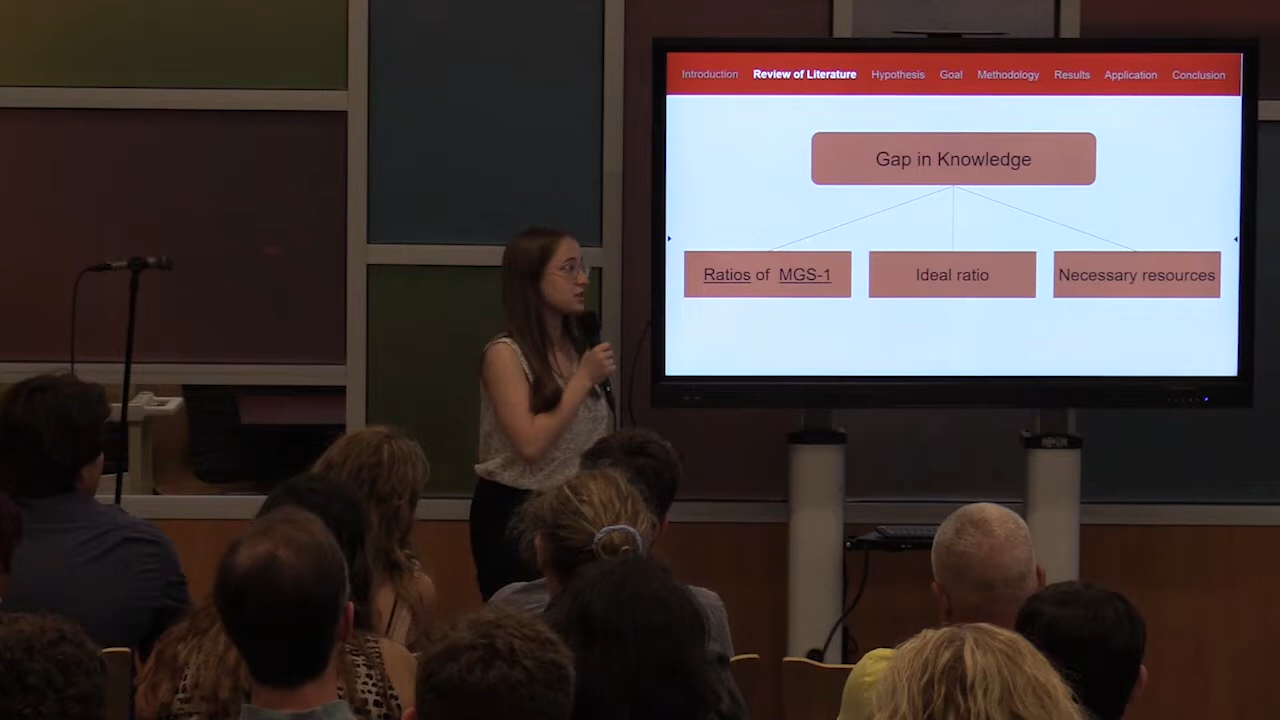 Introduction Review of Literature Hypothesis Goal Methodology Results Application Conclusion
Gap in Knowledge
Ratios of MGS-1
Ideal ratio
Necessary resources